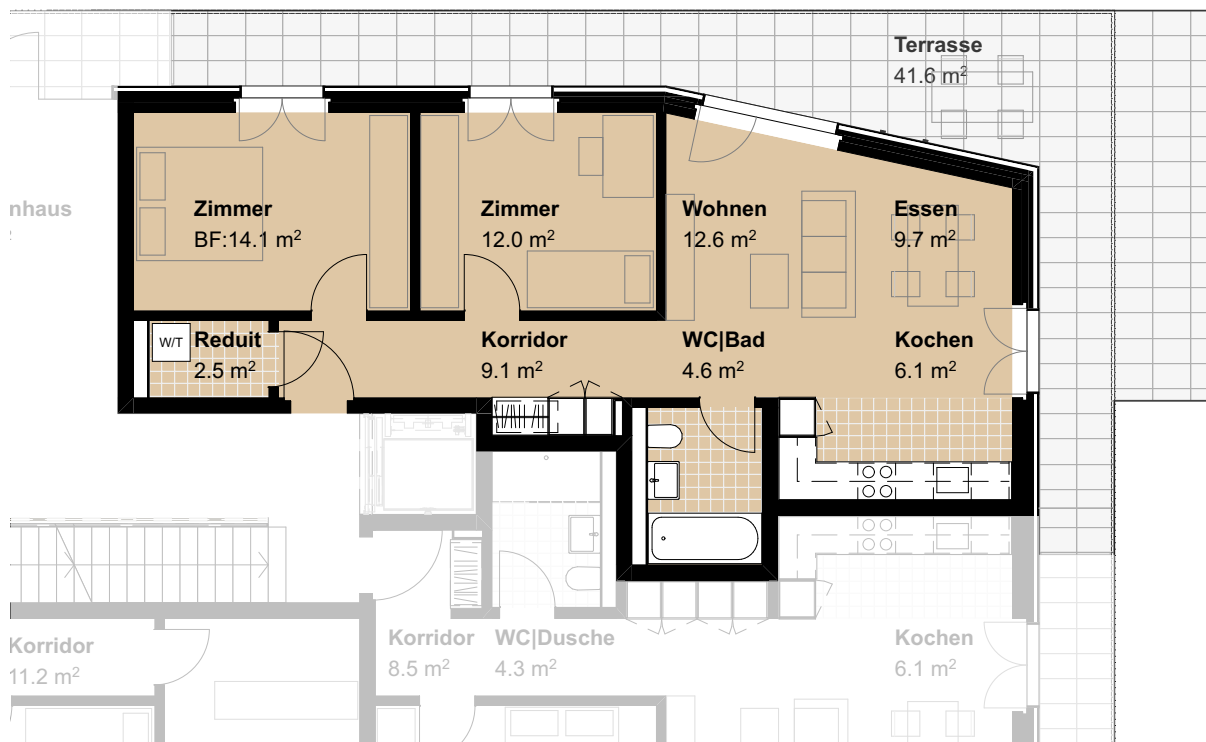 Terrasse
41.6 m²
nhaus
Zimmer
BF:14.1 m²
Zimmer
12.0 m²
Wohnen
12.6 m²
Essen
9.7 m²
W/T
Reduit
2.5 m²
Korridor
9.1 m²
WC|Bad
4.6 m²
Kochen
6.1 m²
Korridor
11.2 m²
Korridor
8.5 m²
WC|Dusche
4.3 m²
Kochen
6.1 m²